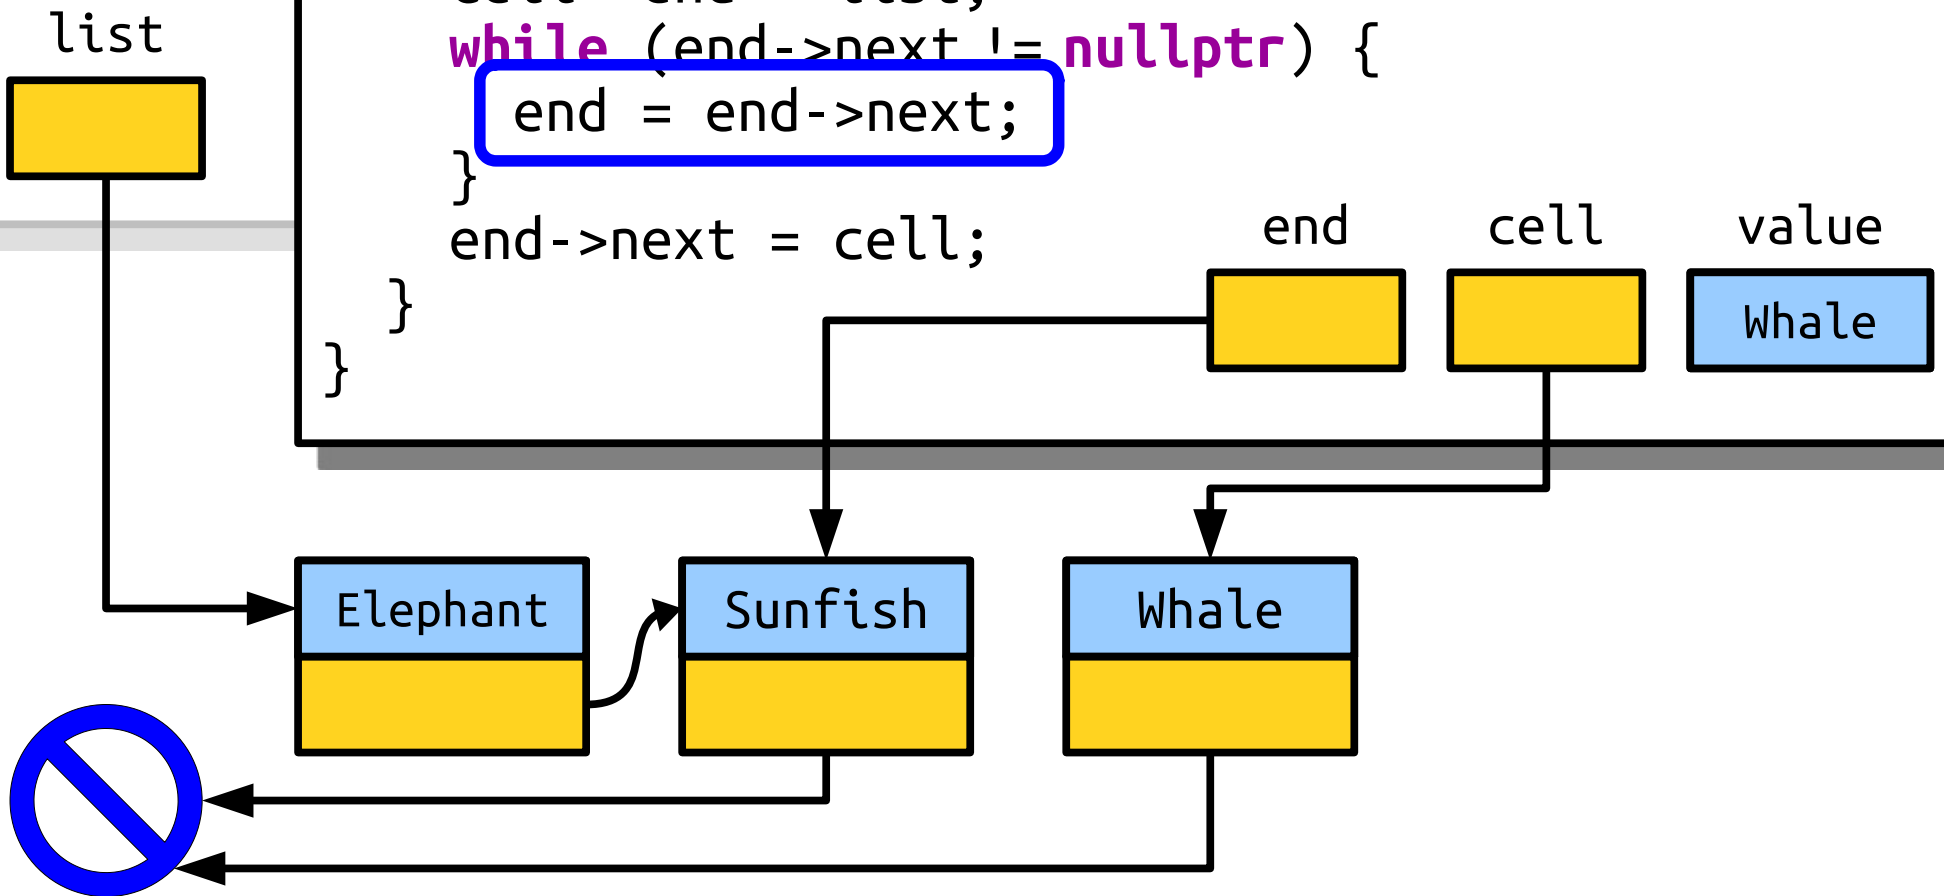 list
while (end->next != nullptr) {
end = end->next;
}
end->next = cell;
}
}
end cell value
Whale
Elephant Sunfish Whale